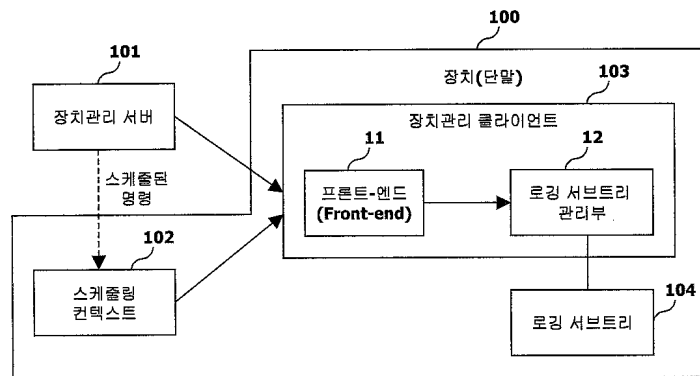 100
101
장치(단말)
103
장치관리 서버
장치관리 클라이언트
11
12
스케줄된
명령
프론트-엔드
(Front-end)
로깅 서브트리
관리부
102
스케줄링
컨텍스트
104
로깅 서브트리